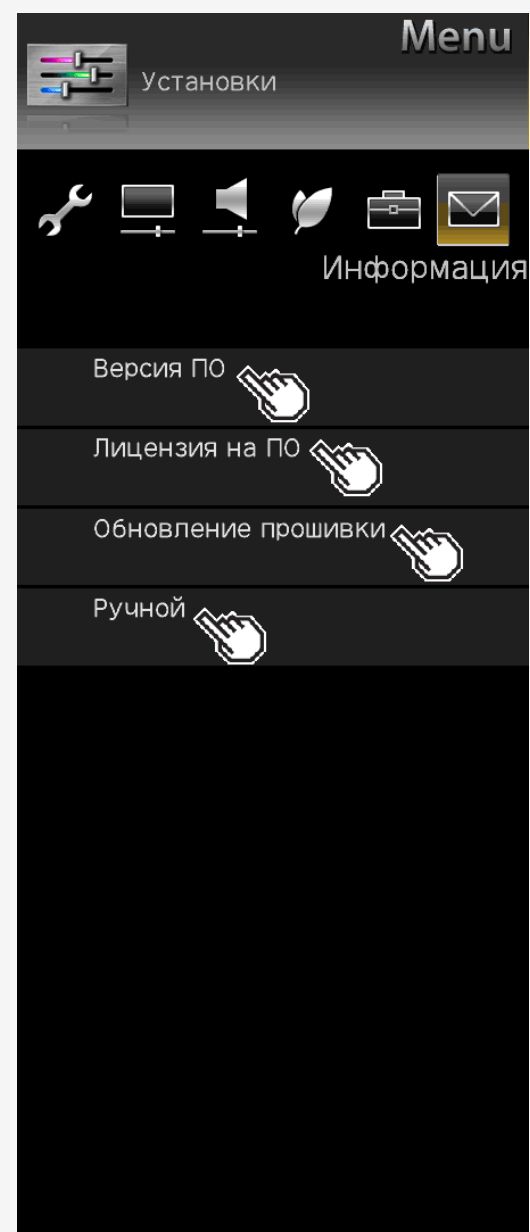 Menu
Установки
Информация
Версия ПО
Лицензия на ПО
Обновление прошивки
Ручной